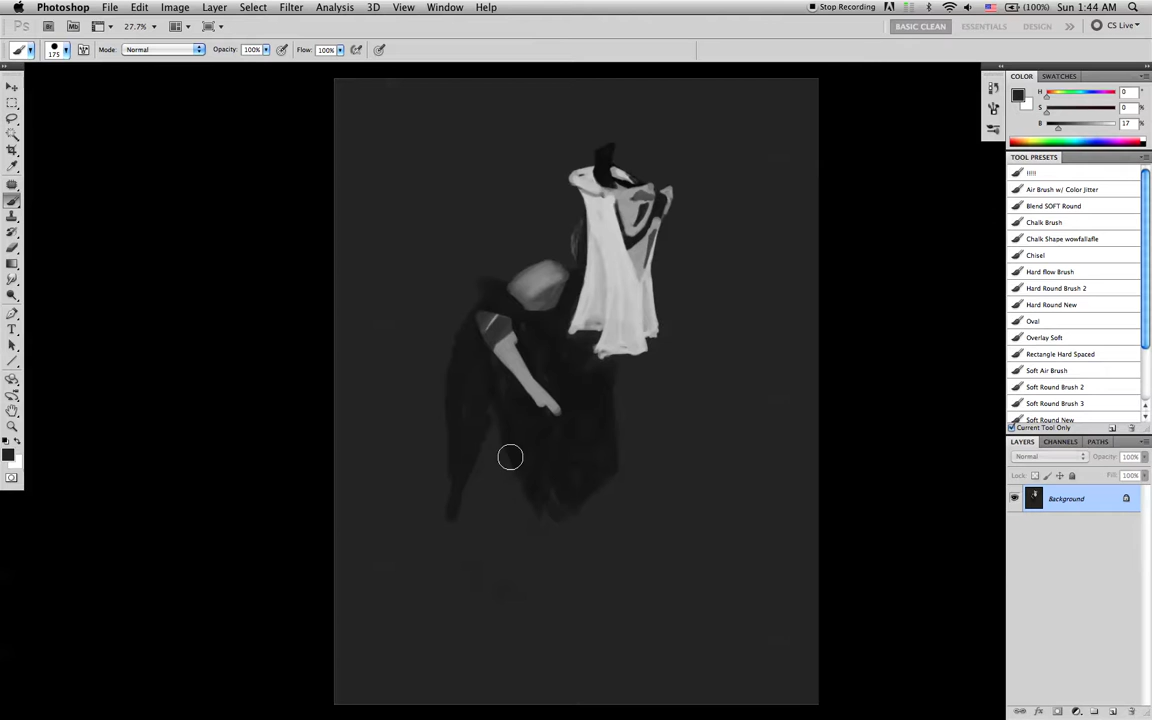 Photoshop File Edit Image Layer Select Filter Analysis 3D View Window Help Stop Recording (100%) Sun 1:44 AM
Ps Br Mb 27.7% BASIC CLEAN ESSENTIALS DESIGN CS Live
175 Mode: Normal Opacity: 100% Flow: 100%
COLOR SWATCHES
H 0 °
S 0 %
B 17 %
TOOL PRESETS
!!!!!
Air Brush w/ Color Jitter
Blend SOFT Round
Chalk Brush
Chalk Shape wowfallafle
Chisel
Hard flow Brush
Hard Round Brush 2
Hard Round New
Oval
Overlay Soft
Rectangle Hard Spaced
Soft Air Brush
Soft Round Brush 2
Soft Round Brush 3
Soft Round New
Current Tool Only
LAYERS CHANNELS PATHS
Normal Opacity: 100%
Lock: Fill: 100%
Background